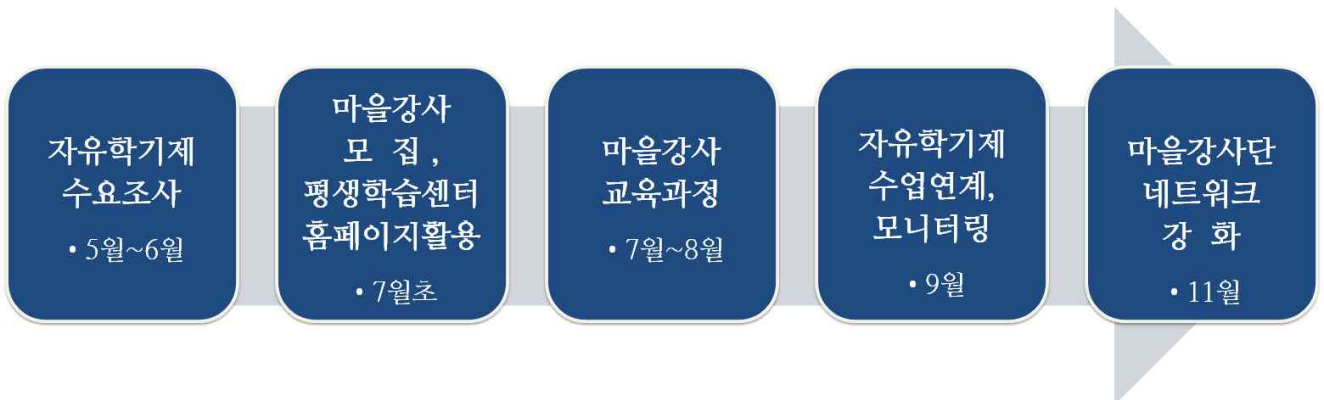 자유학기제
수요조사
• 5월~6월
마을강사
모 집 ,
평생학습센터
홈페이지활용
• 7월초
마을강사
교육과정
• 7월~8월
자유학기제
수업연계,
모니터링
• 9월
마을강사단
네트워크
강 화
• 11월